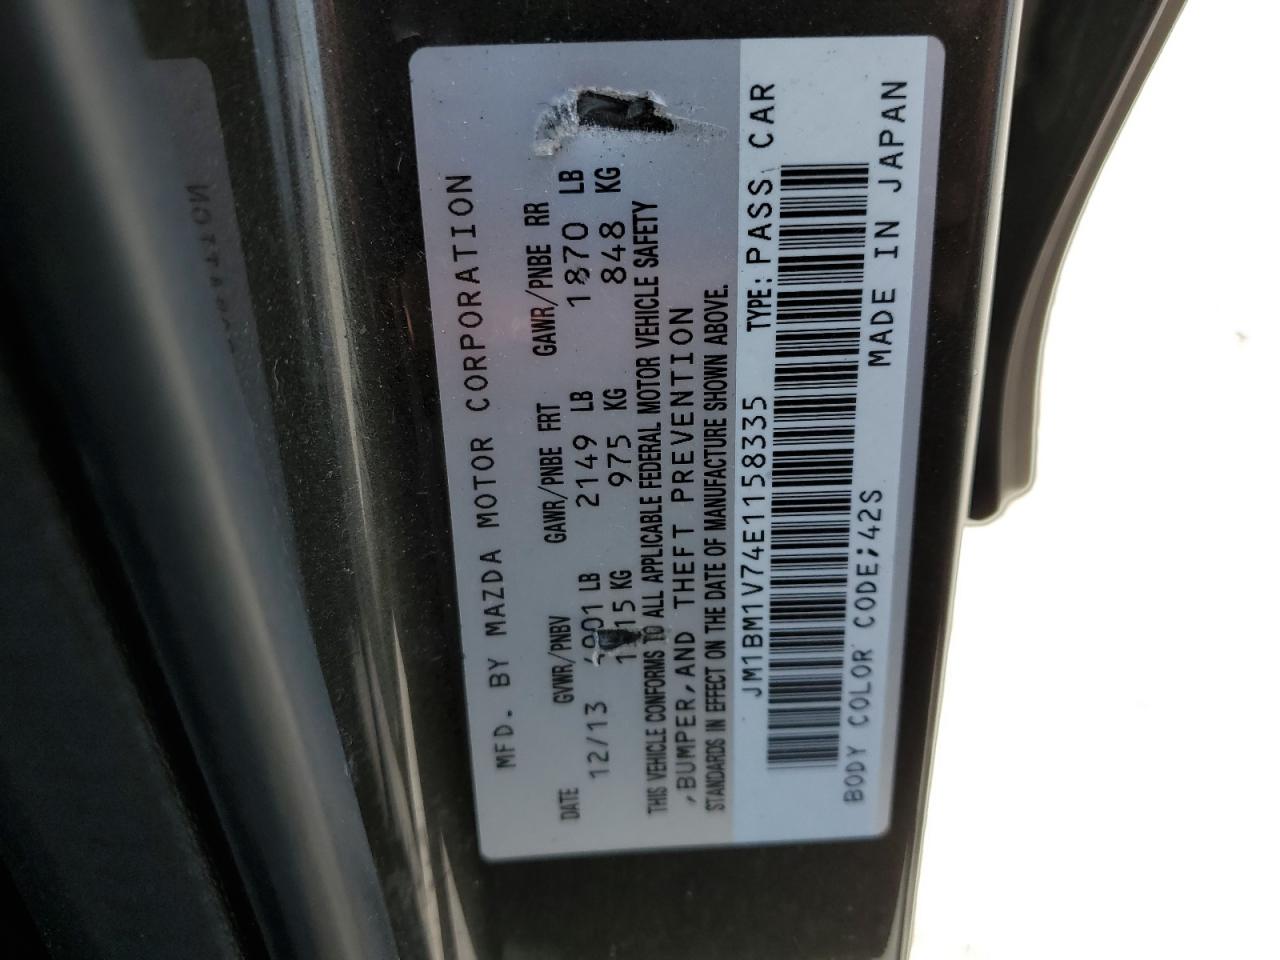 MFD. BY MAZDA MOTOR CORPORATION
DATE GVWR/PNBV GAWR/PNBE FRT GAWR/PNBE RR
12/13 LB 2149 LB 1870 LB
KG 975 KG 848 KG
THIS VEHICLE CONFORMS TO ALL APPLICABLE FEDERAL MOTOR VEHICLE SAFETY
,BUMPER,AND THEFT PREVENTION
STANDARDS IN EFFECT ON THE DATE OF MANUFACTURE SHOWN ABOVE.
JM1BM1V74E1158335 TYPE: PASS CAR
BODY COLOR CODE;42S MADE IN JAPAN